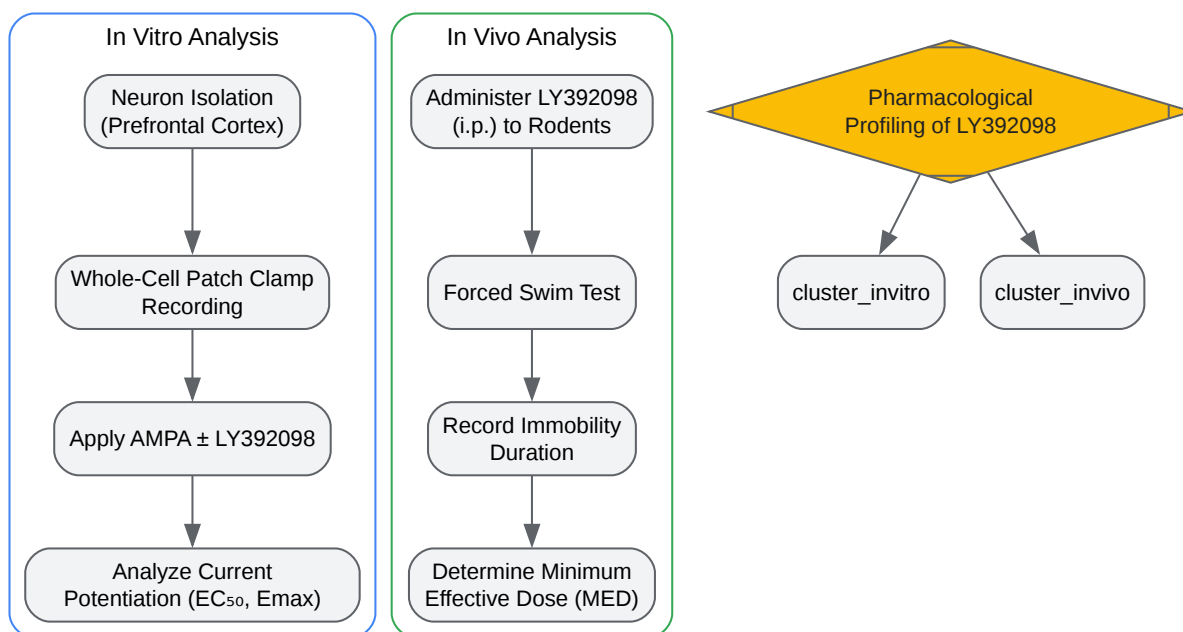 In Vitro Analysis
Neuron Isolation
(Prefrontal Cortex)
Whole-Cell Patch Clamp
Recording
Apply AMPA ± LY392098
Analyze Current
Potentiation (EC₅₀, Emax)
In Vivo Analysis
Administer LY392098
(i.p.) to Rodents
Forced Swim Test
Record Immobility
Duration
Determine Minimum
Effective Dose (MED)
Pharmacological
Profiling of LY392098
cluster_invitro
cluster_invivo